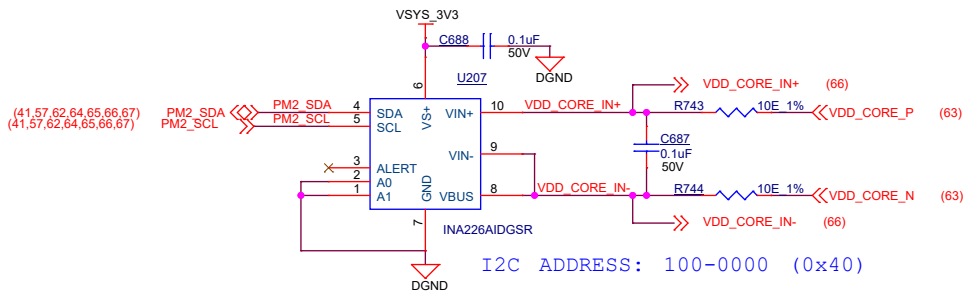 VSYS_3V3
C688
0.1uF
50V
DGND
U207
6
VS+
VDD_CORE_IN+ (66)
(41,57,62,64,65,66,67) PM2_SDA PM2_SDA 4 SDA
(41,57,62,64,65,66,67) PM2_SCL PM2_SCL 5 SCL
VIN+ 10 VDD_CORE_IN+
R743 10E_1% VDD_CORE_P (63)
C687
0.1uF
50V
VIN- 9
3 ALERT
2 A0
1 A1
GND
7
VBUS 8 VDD_CORE_IN-
R744 10E_1% VDD_CORE_N (63)
VDD_CORE_IN- (66)
INA226AIDGSR
DGND
I2C ADDRESS: 100-0000 (0x40)